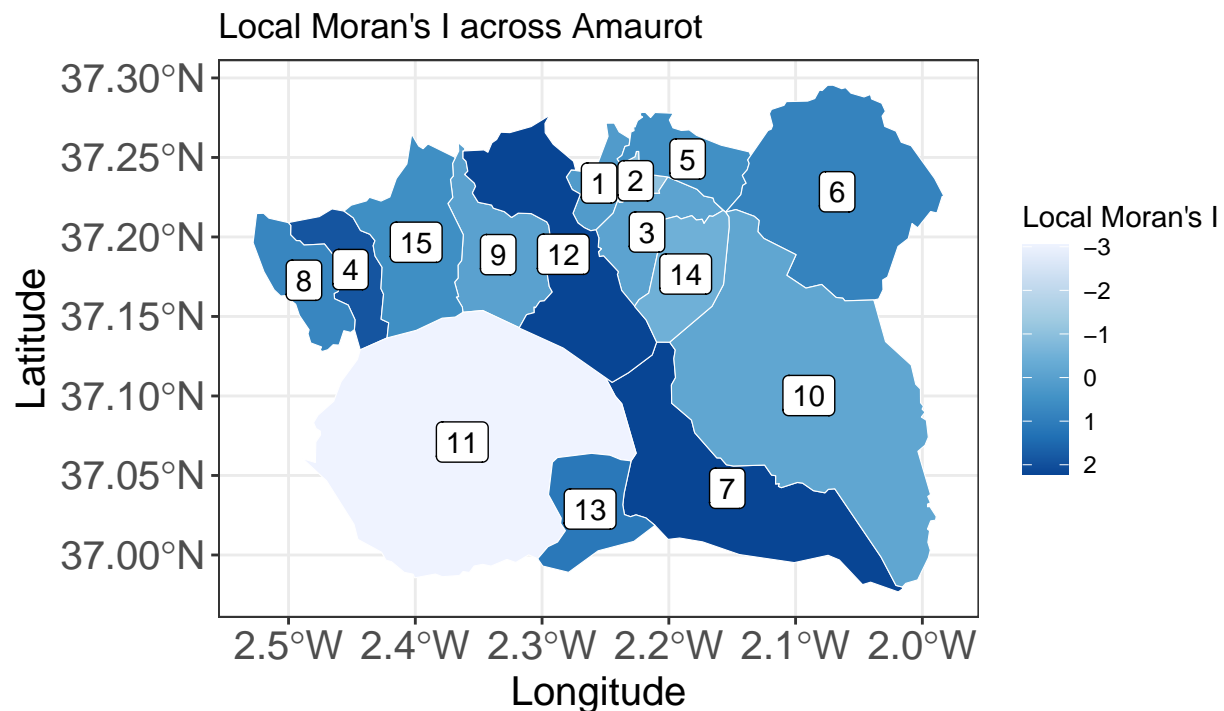 Local Moran's I across Amaurot
37.30°N
37.25°N
37.20°N
37.15°N
37.10°N
37.05°N
37.00°N
Latitude
1
2
5
6
3
15
9
12
4
8
14
10
11
7
13
2.5°W 2.4°W 2.3°W 2.2°W 2.1°W 2.0°W
Longitude
Local Moran's I
−3
−2
−1
0
1
2